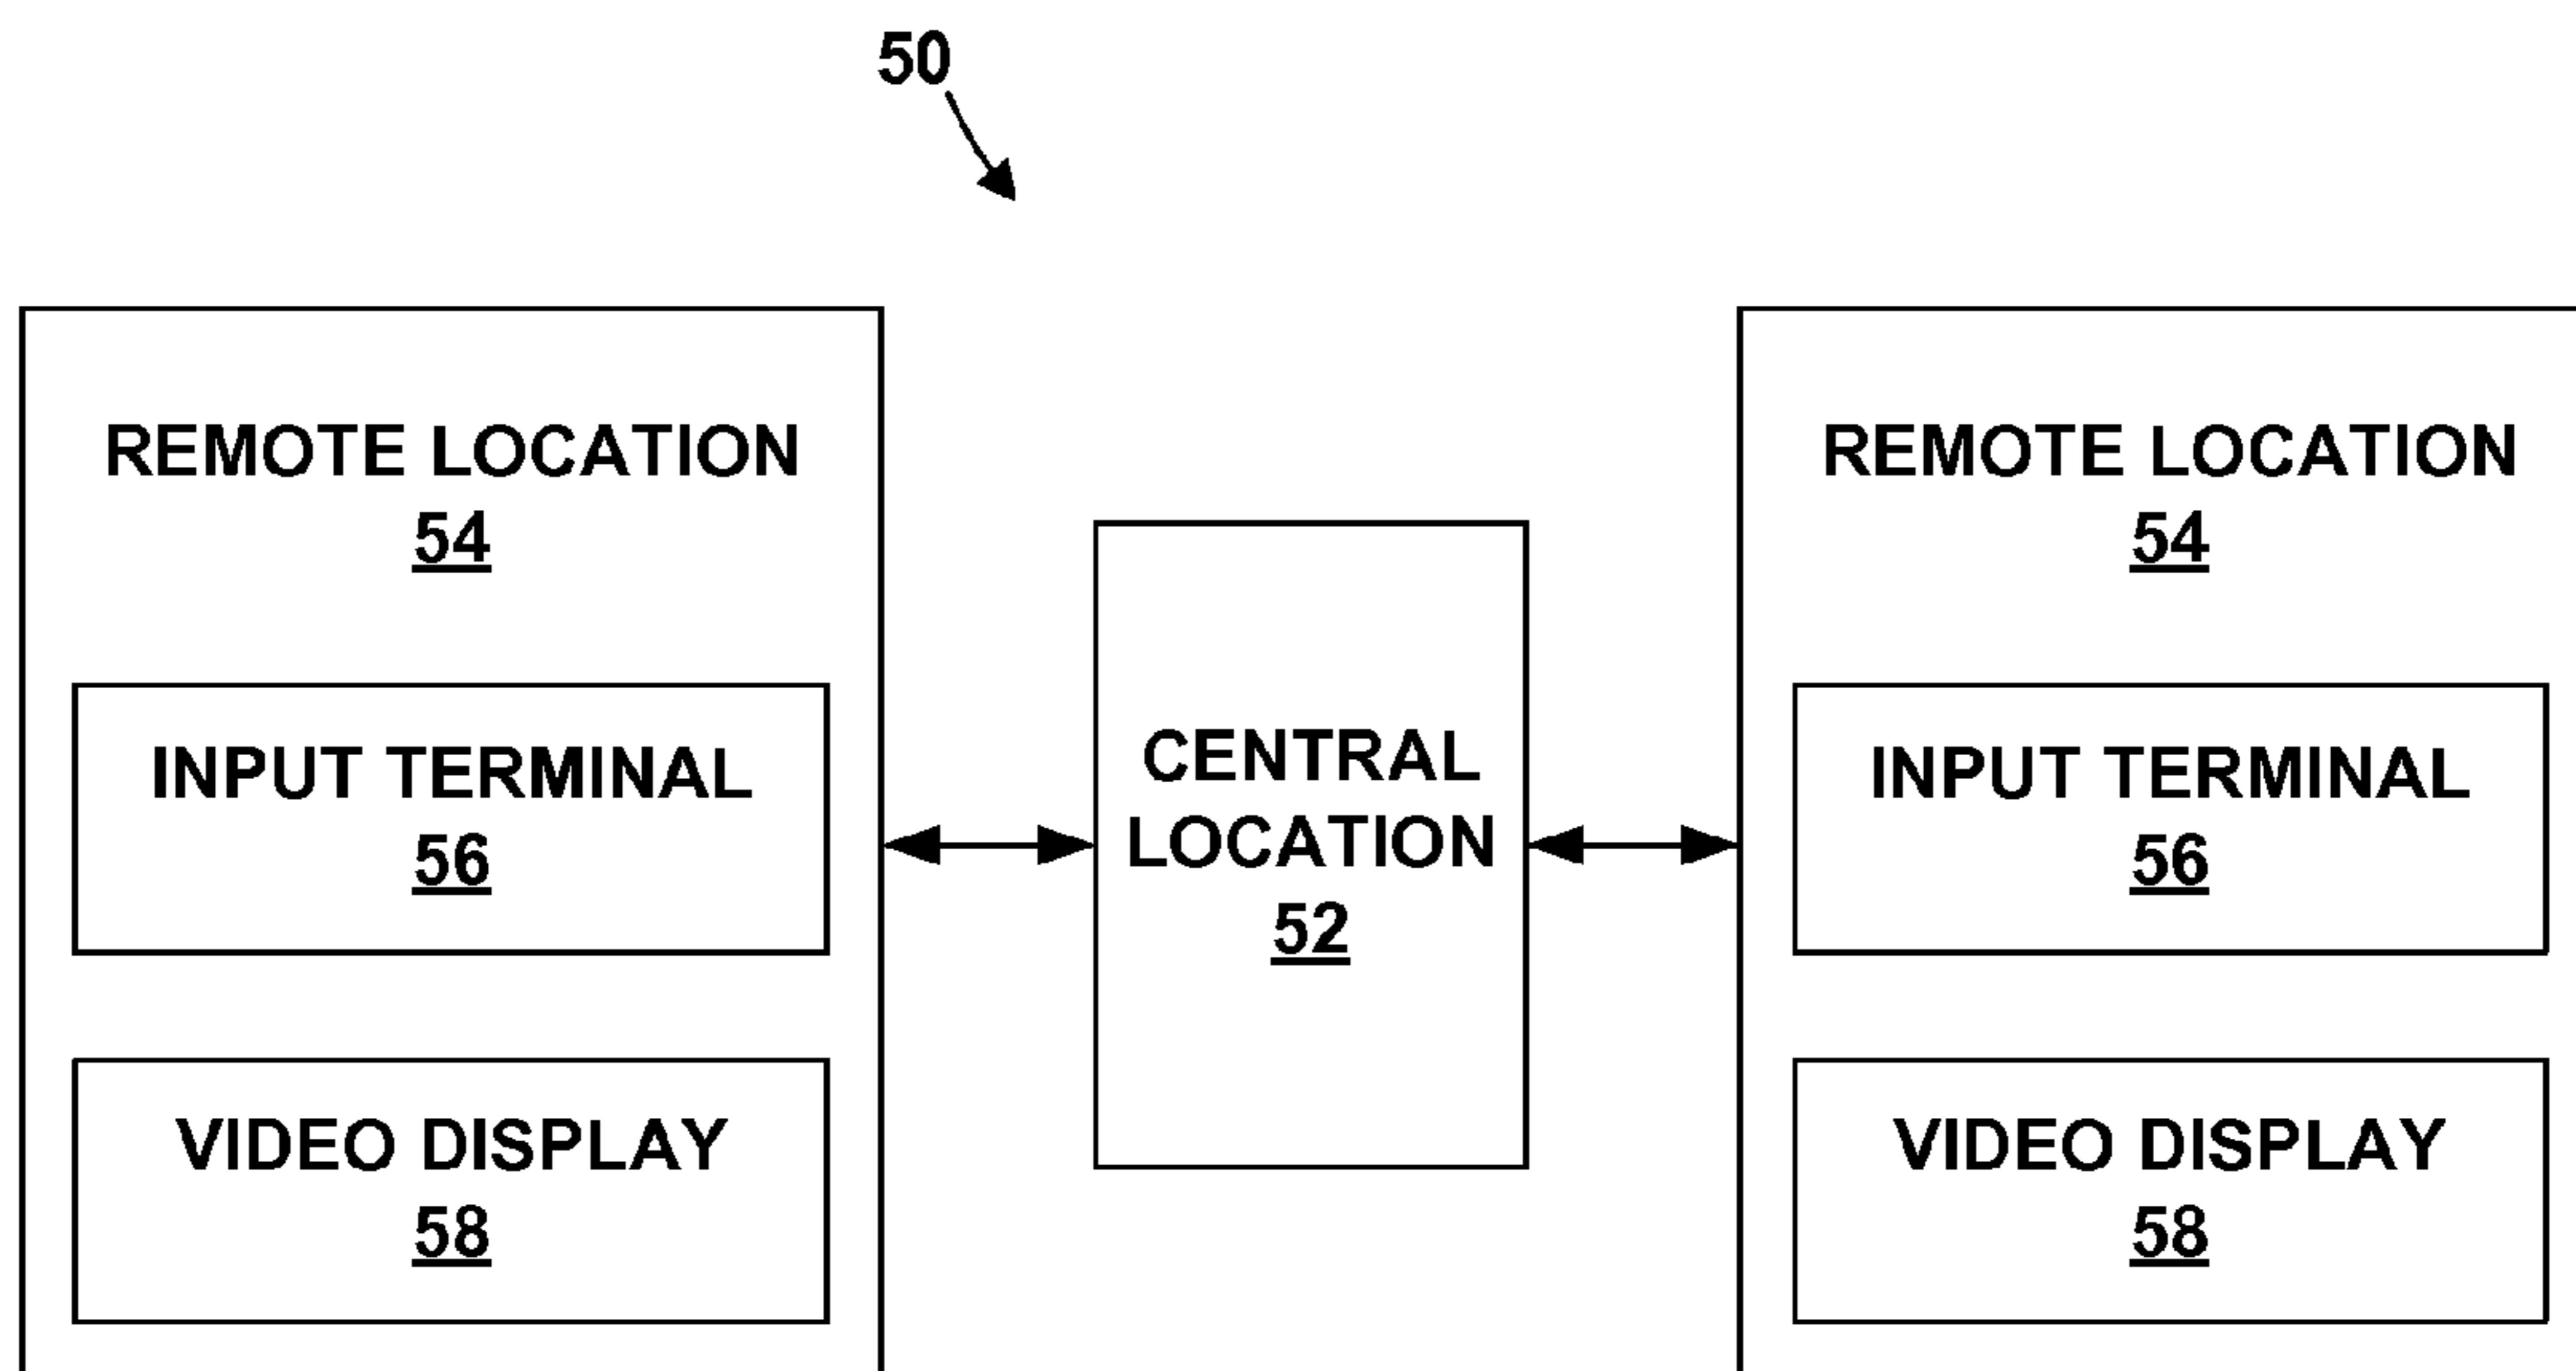 50
REMOTE LOCATION
54
INPUT TERMINAL
56
VIDEO DISPLAY
58
CENTRAL
LOCATION
52
REMOTE LOCATION
54
INPUT TERMINAL
56
VIDEO DISPLAY
58